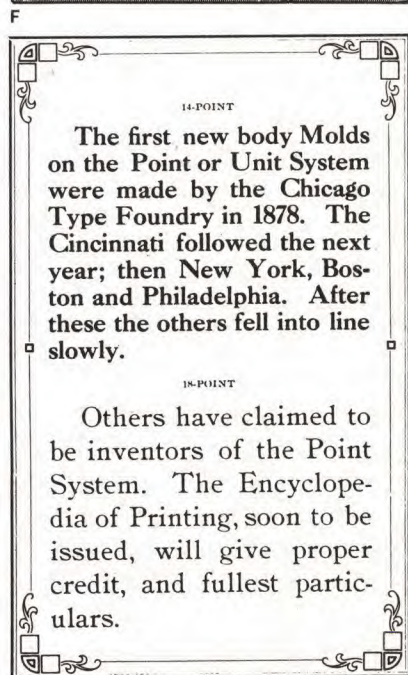 F
14-POINT
The first new body Molds
on the Point or Unit System
were made by the Chicago
Type Foundry in 1878. The
Cincinnati followed the next
year; then New York, Bos-
ton and Philadelphia. After
these the others fell into line
slowly.
18-POINT
Others have claimed to
be inventors of the Point
System. The Encyclope-
dia of Printing, soon to be
issued, will give proper
credit, and fullest partic-
ulars.